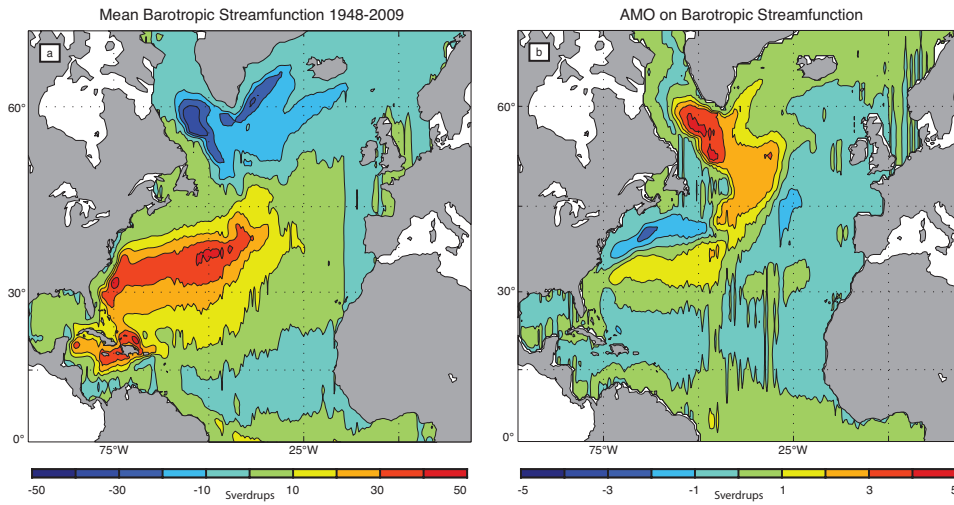 Mean Barotropic Streamfunction 1948-2009
a
60°
30°
0°
75°W
25°W
-50
-30
-10
Sverdrups
10
30
50
AMO on Barotropic Streamfunction
b
60°
30°
0°
75°W
25°W
-5
-3
-1
Sverdrups
1
3
5